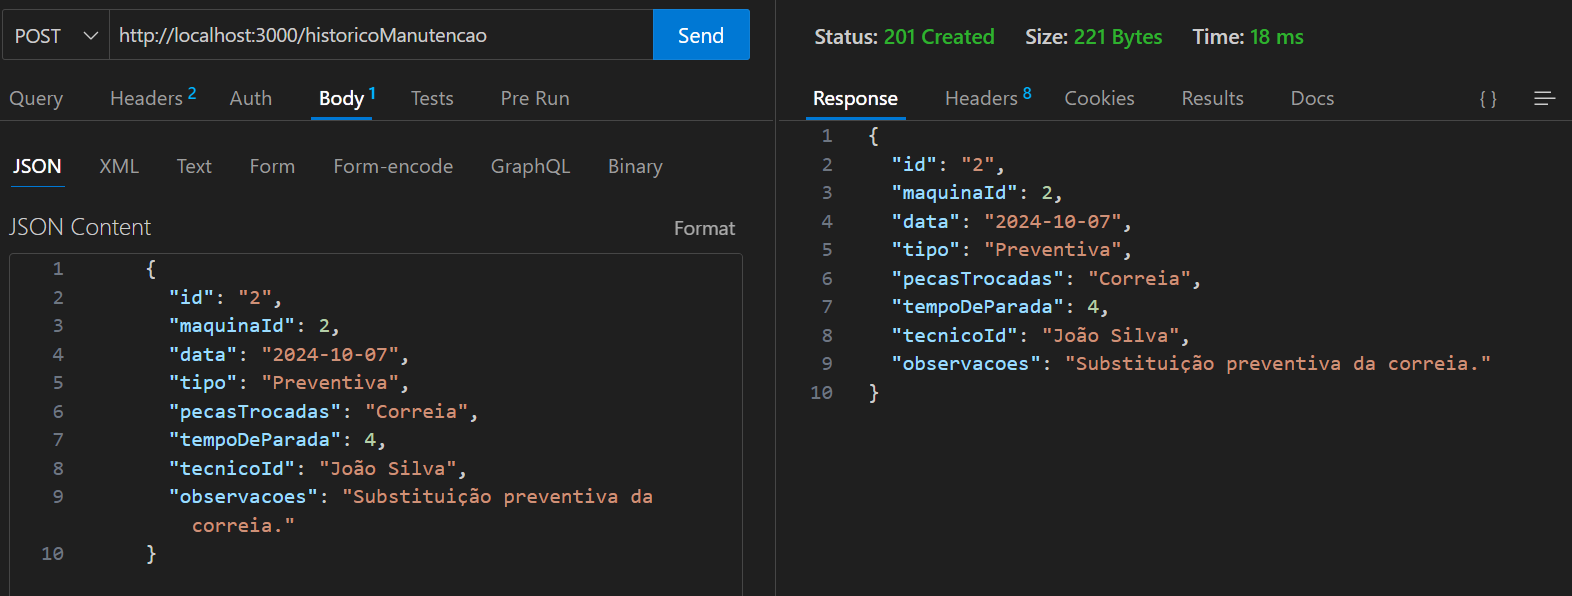 POST http://localhost:3000/historicoManutencao Send
Query Headers 2 Auth Body 1 Tests Pre Run
JSON XML Text Form Form-encode GraphQL Binary
JSON Content Format
1 {
2 "id": "2",
3 "maquinaId": 2,
4 "data": "2024-10-07",
5 "tipo": "Preventiva",
6 "pecasTrocadas": "Correia",
7 "tempoDeParada": 4,
8 "tecnicoId": "João Silva",
9 "observacoes": "Substituição preventiva da
correia."
10 }
Status: 201 Created Size: 221 Bytes Time: 18 ms
Response Headers 8 Cookies Results Docs { }
1 {
2 "id": "2",
3 "maquinaId": 2,
4 "data": "2024-10-07",
5 "tipo": "Preventiva",
6 "pecasTrocadas": "Correia",
7 "tempoDeParada": 4,
8 "tecnicoId": "João Silva",
9 "observacoes": "Substituição preventiva da correia."
10 }